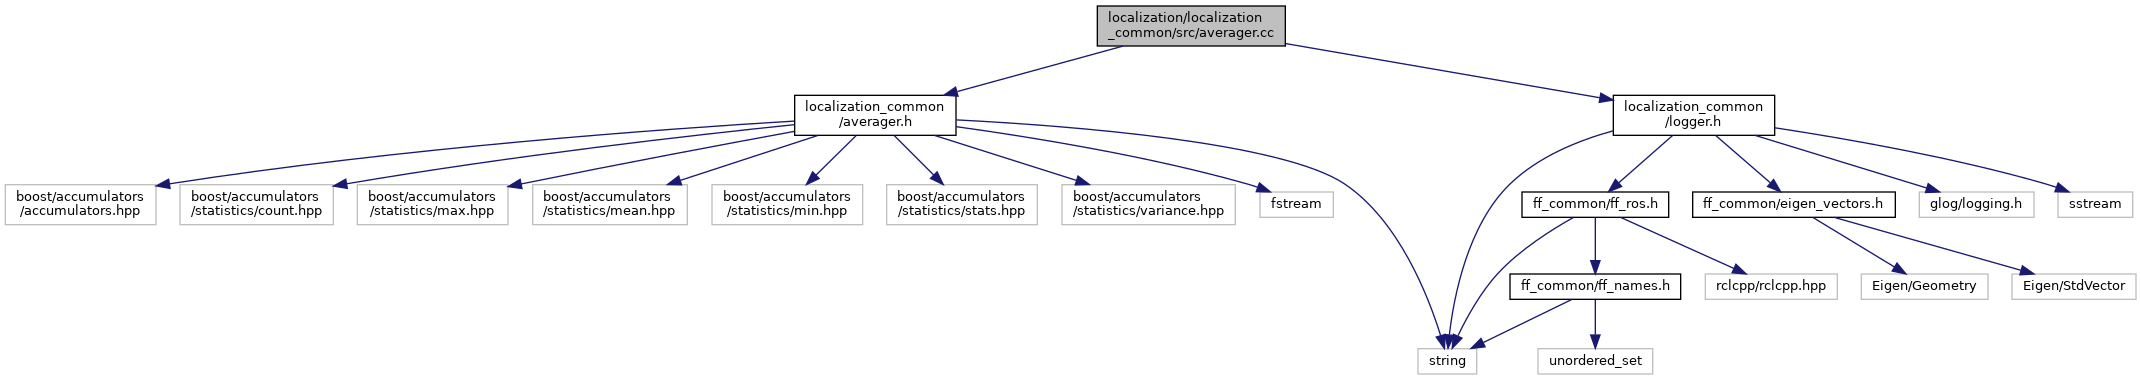 localization/localization
_common/src/averager.cc
localization_common
/averager.h
localization_common
/logger.h
boost/accumulators
/accumulators.hpp
boost/accumulators
/statistics/count.hpp
boost/accumulators
/statistics/max.hpp
boost/accumulators
/statistics/mean.hpp
boost/accumulators
/statistics/min.hpp
boost/accumulators
/statistics/stats.hpp
boost/accumulators
/statistics/variance.hpp
fstream
ff_common/ff_ros.h
ff_common/eigen_vectors.h
glog/logging.h
sstream
ff_common/ff_names.h
rclcpp/rclcpp.hpp
Eigen/Geometry
Eigen/StdVector
string
unordered_set